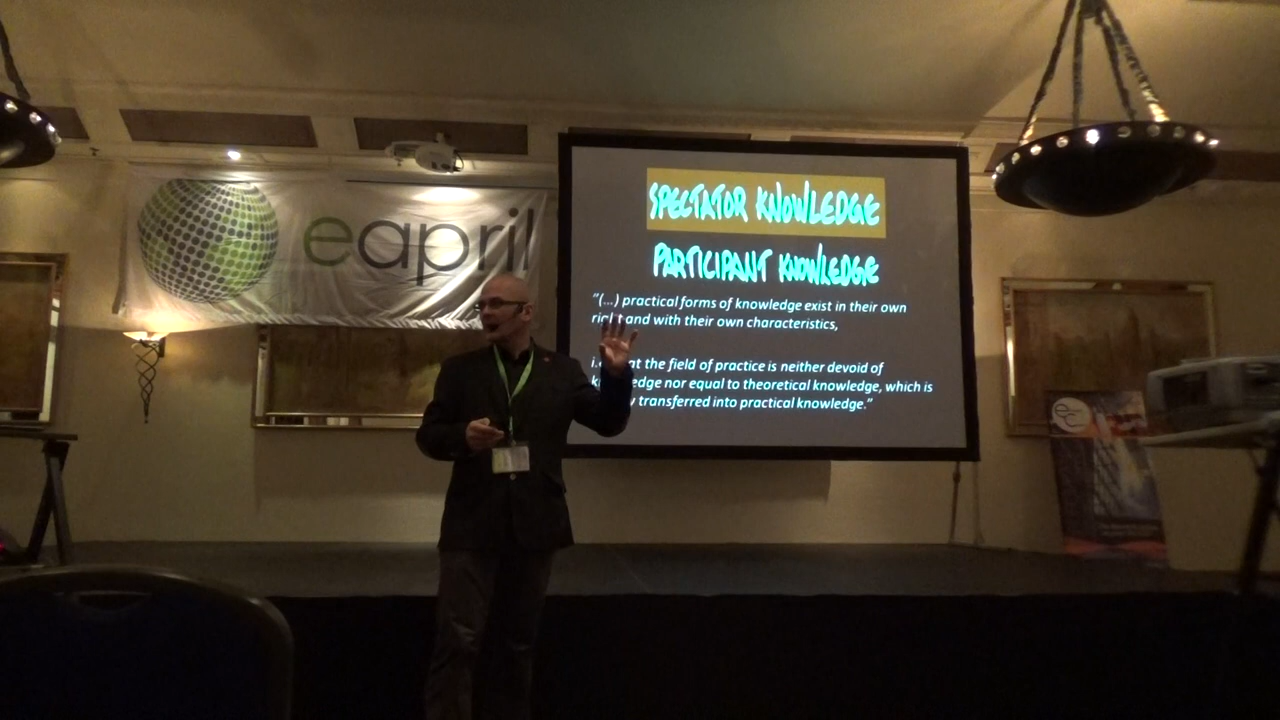 eapril
SPECTATOR KNOWLEDGE
PARTICIPANT KNOWLEDGE
"(...) practical forms of knowledge exist in their own
and with their own characteristics,
at the field of practice is neither devoid of
nor equal to theoretical knowledge, which is
transferred into practical knowledge."